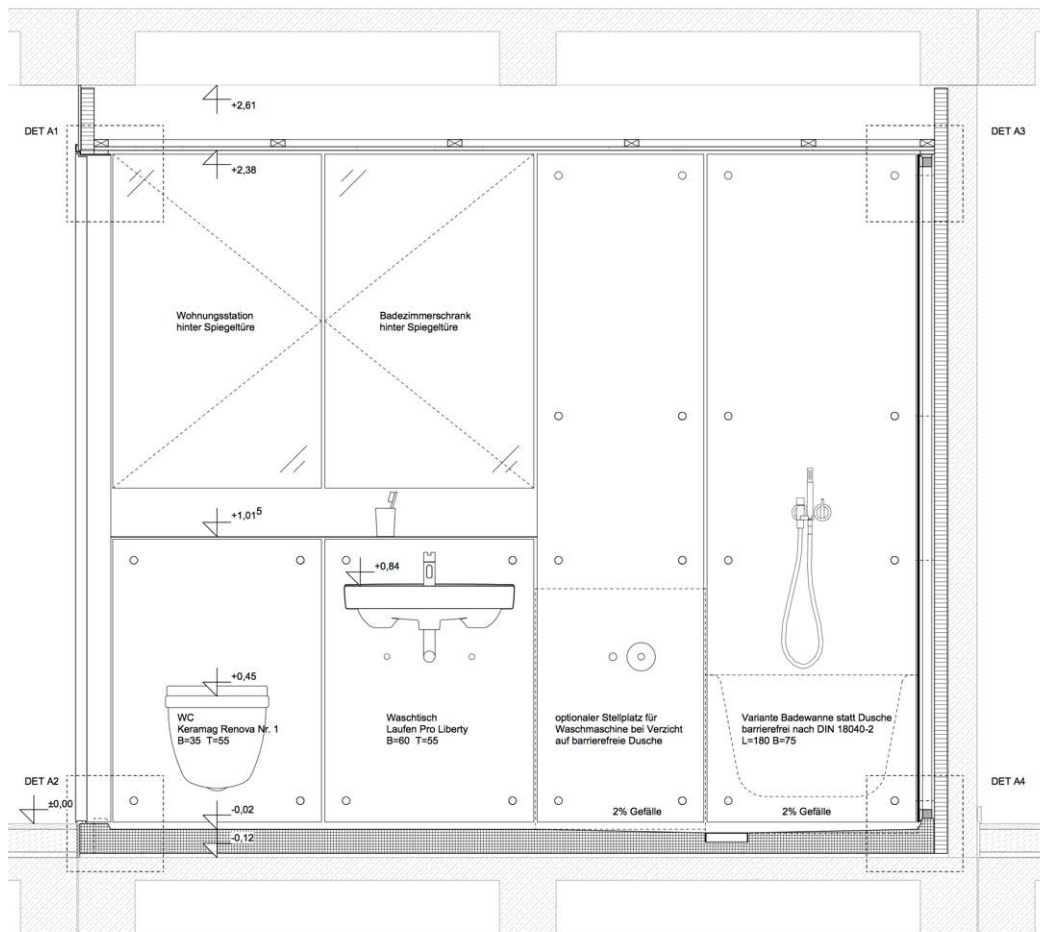 +2,61
DET A1
DET A3
+2,38
Wohnungsstation
hinter Spiegeltüre
Badezimmerschrank
hinter Spiegeltüre
+1,01⁵
+0,84
+0,45
WC
Keramag Renova Nr. 1
B=35 T=55
Waschtisch
Laufen Pro Liberty
B=60 T=55
optionaler Stellplatz für
Waschmaschine bei Verzicht
auf barrierefreie Dusche
Variante Badewanne statt Dusche
barrierefrei nach DIN 18040-2
L=180 B=75
DET A2
DET A4
±0,00
-0,02
2% Gefälle
2% Gefälle
-0,12